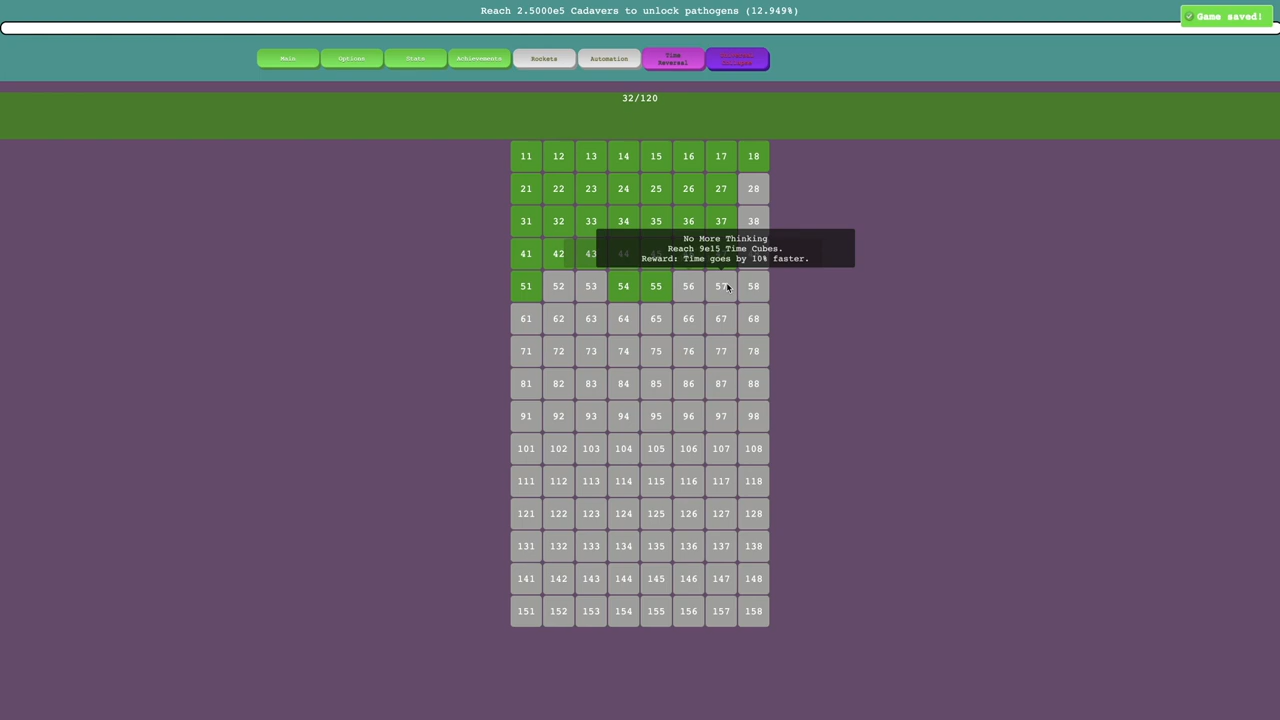 Reach 2.5000e5 Cadavers to unlock pathogens (12.949%)
Game saved!
Main Options Stats Achievements Rockets Automation Time Reversal
32/120
11 12 13 14 15 16 17 18
21 22 23 24 25 26 27 28
31 32 33 34 35 36 37 38
No More Thinking
Reach 9e15 Time Cubes.
Reward: Time goes by 10% faster.
41 42 43 44
51 52 53 54 55 56 57 58
61 62 63 64 65 66 67 68
71 72 73 74 75 76 77 78
81 82 83 84 85 86 87 88
91 92 93 94 95 96 97 98
101 102 103 104 105 106 107 108
111 112 113 114 115 116 117 118
121 122 123 124 125 126 127 128
131 132 133 134 135 136 137 138
141 142 143 144 145 146 147 148
151 152 153 154 155 156 157 158